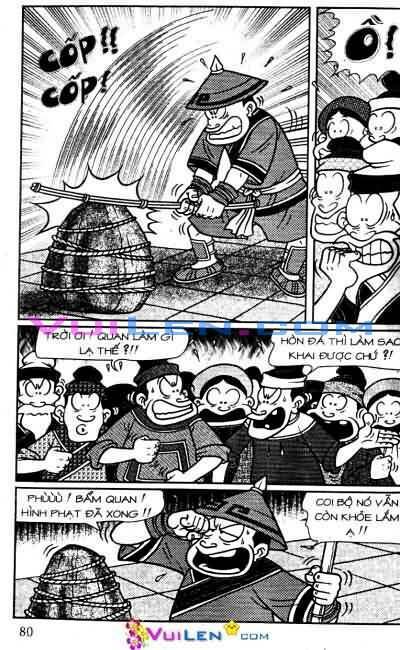 CỐP!!
CỐP!
Ồ!
VUILEN.COM
TRỜI ƠI! QUAN LÀM GÌ
LẠ THẾ ?!!
HÒN ĐÁ THÌ LÀM SAO
KHAI ĐƯỢC CHỨ ?!
PHÙÙÙ! BẨM QUAN!
HÌNH PHẠT ĐÃ XONG!!
COI BỘ NÓ VẪN
CÒN KHỎE LẮM
Ạ!
80
VUILEN.COM